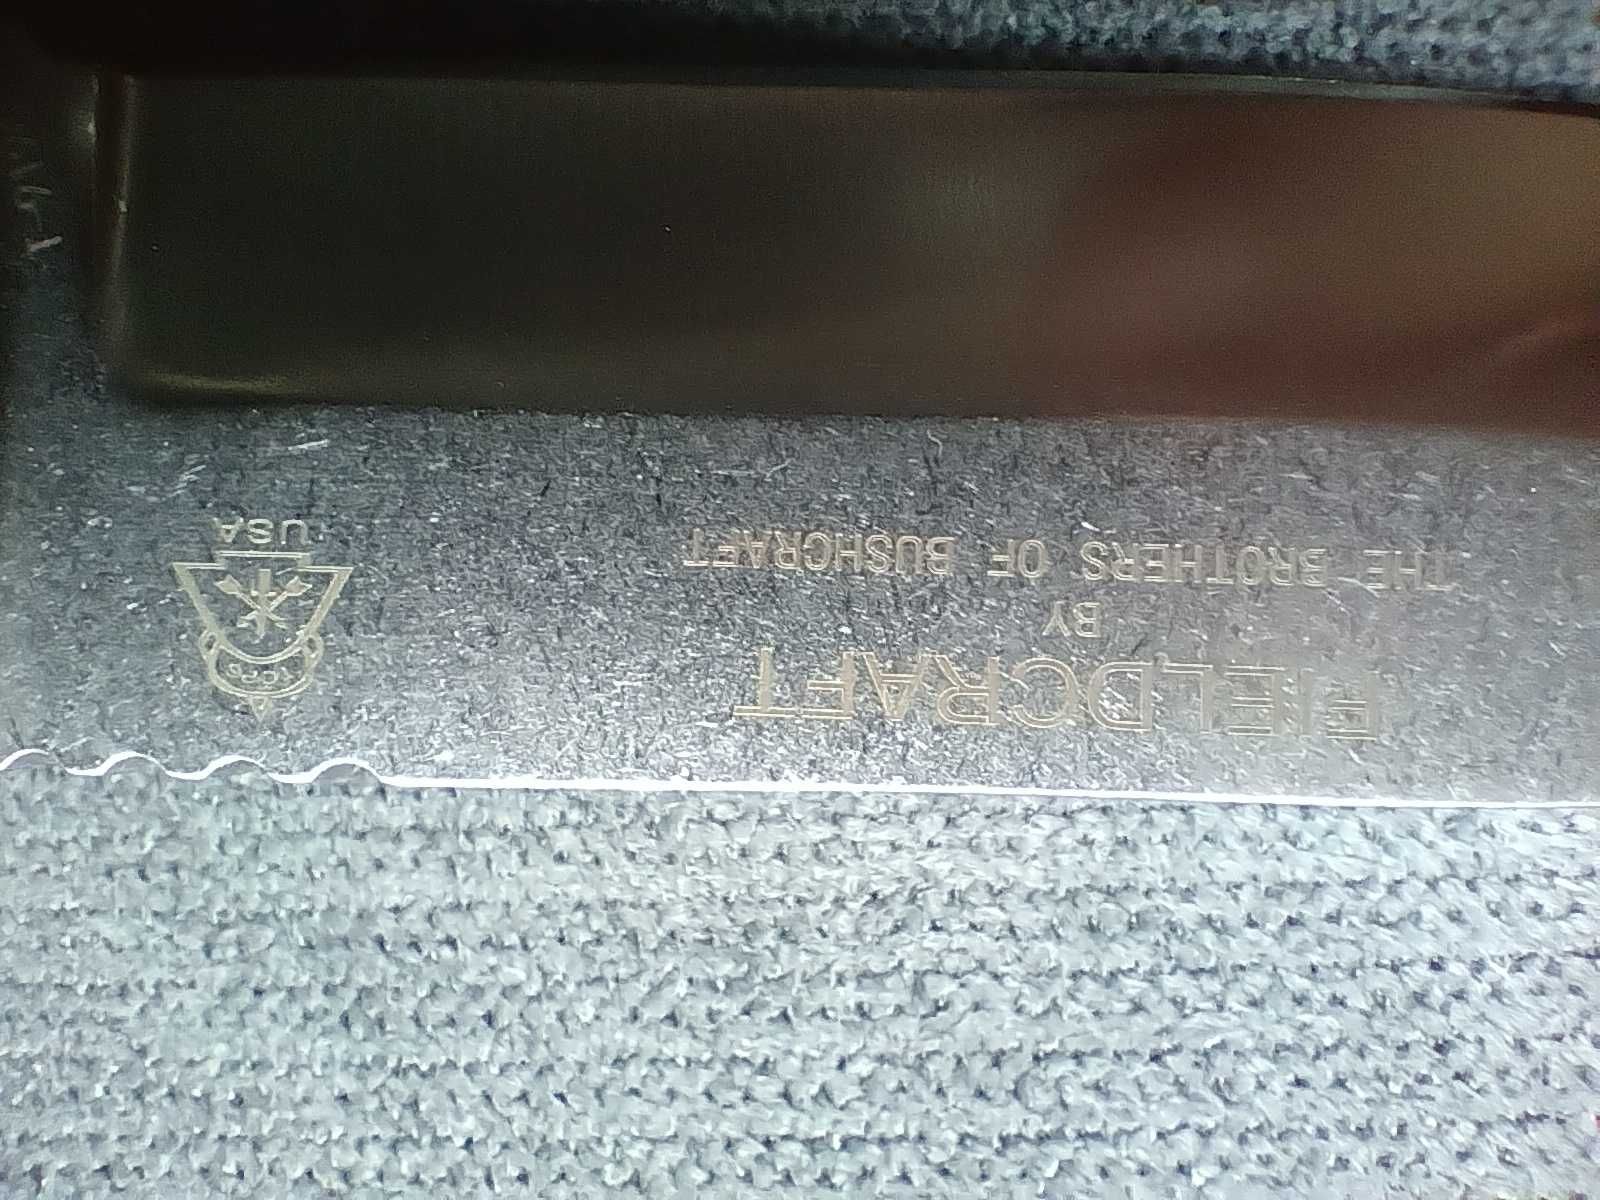 FIELDCRAFT
BY
THE BROTHERS OF BUSHCRAFT
USA